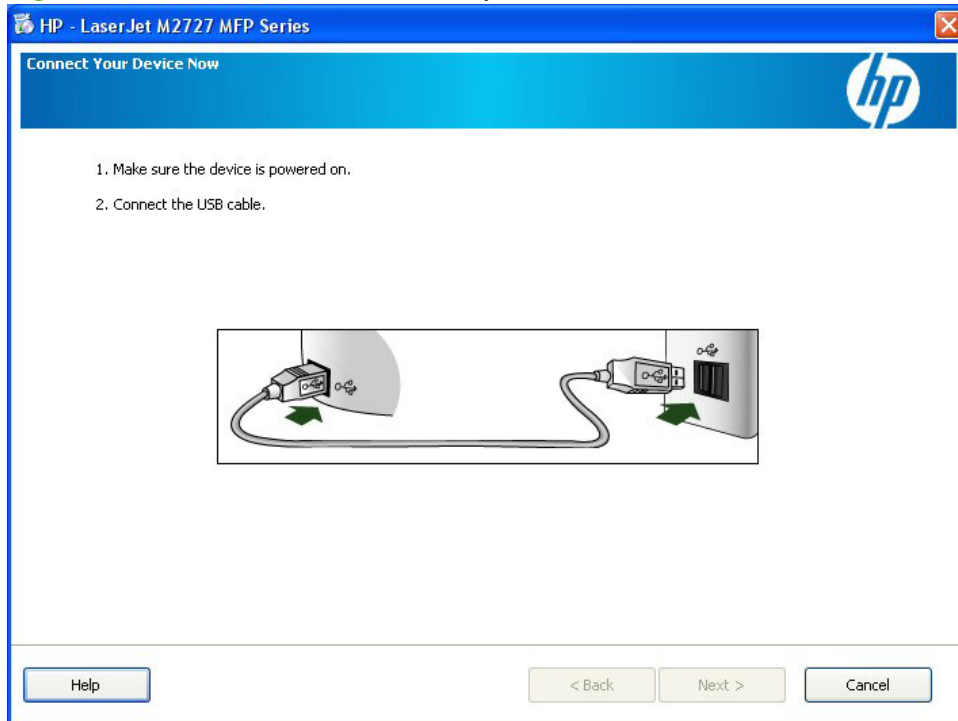 HP - LaserJet M2727 MFP Series
Connect Your Device Now
hp
1. Make sure the device is powered on.
2. Connect the USB cable.
Help
< Back
Next >
Cancel